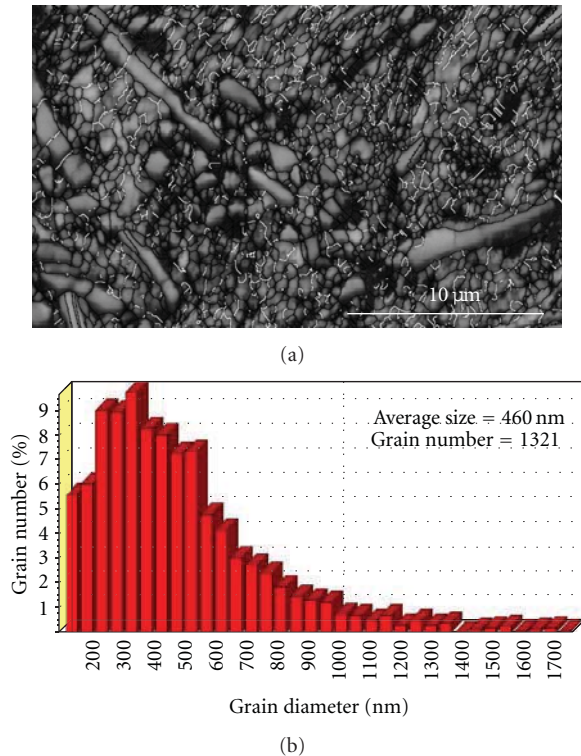 10 µm
(a)
Average size = 460 nm
Grain number = 1321
Grain number (%)
9
8
7
6
5
4
3
2
1
200 300 400 500 600 700 800 900 1000 1100 1200 1300 1400 1500 1600 1700
Grain diameter (nm)
(b)